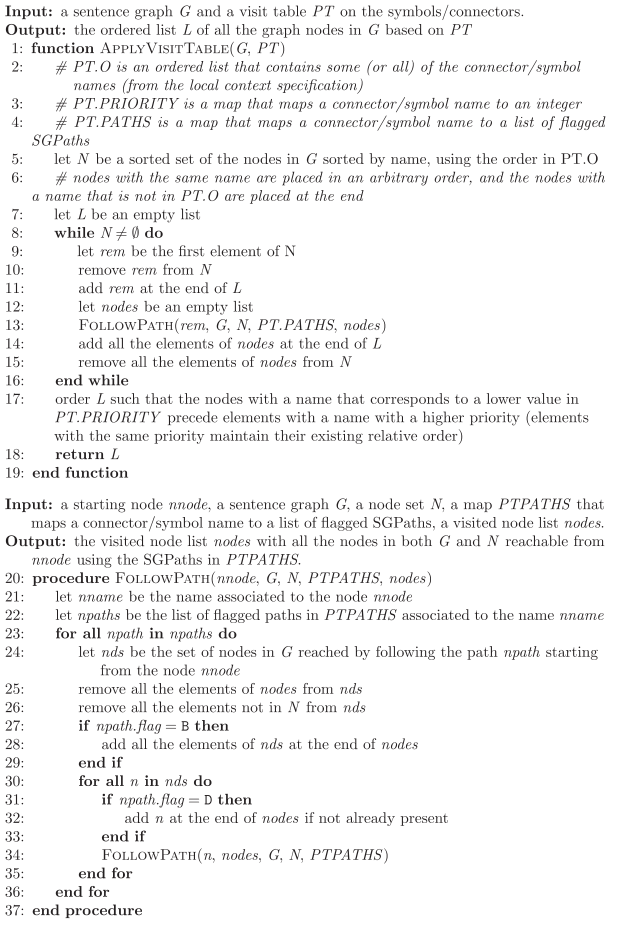 Input: a sentence graph G and a visit table PT on the symbols/connectors.
Output: the ordered list L of all the graph nodes in G based on PT
1: function APPLYVISITTABLE(G, PT)
2: # PT.O is an ordered list that contains some (or all) of the connector/symbol
names (from the local context specification)
3: # PT.PRIORITY is a map that maps a connector/symbol name to an integer
4: # PT.PATHS is a map that maps a connector/symbol name to a list of flagged
SGPaths
5: let N be a sorted set of the nodes in G sorted by name, using the order in PT.O
6: # nodes with the same name are placed in an arbitrary order, and the nodes with
a name that is not in PT.O are placed at the end
7: let L be an empty list
8: while N ≠ ∅ do
9: let rem be the first element of N
10: remove rem from N
11: add rem at the end of L
12: let nodes be an empty list
13: FOLLOWPATH(rem, G, N, PT.PATHS, nodes)
14: add all the elements of nodes at the end of L
15: remove all the elements of nodes from N
16: end while
17: order L such that the nodes with a name that corresponds to a lower value in
PT.PRIORITY precede elements with a name with a higher priority (elements
with the same priority maintain their existing relative order)
18: return L
19: end function
Input: a starting node nnode, a sentence graph G, a node set N, a map PTPATHS that
maps a connector/symbol name to a list of flagged SGPaths, a visited node list nodes.
Output: the visited node list nodes with all the nodes in both G and N reachable from
nnode using the SGPaths in PTPATHS.
20: procedure FOLLOWPATH(nnode, G, N, PTPATHS, nodes)
21: let nname be the name associated to the node nnode
22: let npaths be the list of flagged paths in PTPATHS associated to the name nname
23: for all npath in npaths do
24: let nds be the set of nodes in G reached by following the path npath starting
from the node nnode
25: remove all the elements of nodes from nds
26: remove all the elements not in N from nds
27: if npath.flag = B then
28: add all the elements of nds at the end of nodes
29: end if
30: for all n in nds do
31: if npath.flag = D then
32: add n at the end of nodes if not already present
33: end if
34: FOLLOWPATH(n, nodes, G, N, PTPATHS)
35: end for
36: end for
37: end procedure